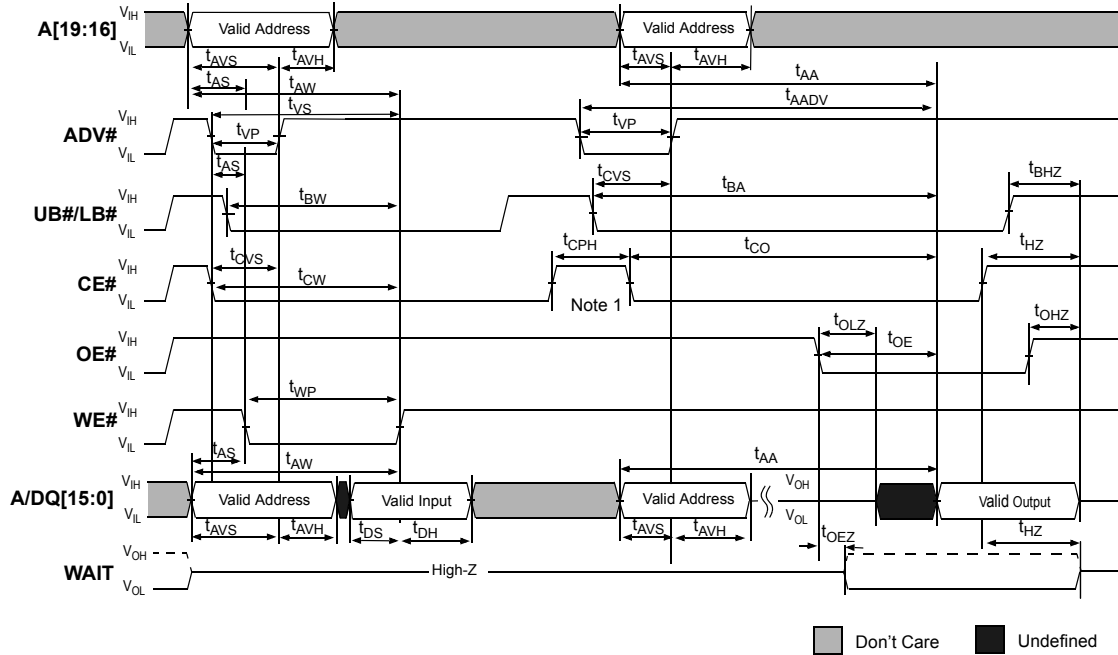 A[19:16] VIH VIL Valid Address Valid Address
tAVS tAVH tAVS tAVH
tAS tAW tAA
tVS tAADV
ADV# VIH VIL tVP tVP
tAS tCVS tBA tBHZ
UB#/LB# VIH VIL tBW
tCVS tCPH tCO tHZ
CE# VIH VIL tCW Note 1
tOLZ tOHZ
OE# VIH VIL tOE
tWP
WE# VIH VIL
tAS tAW tAA
A/DQ[15:0] VIH VIL Valid Address Valid Input Valid Address VOH VOL Valid Output
tAVS tAVH tDS tDH tAVS tAVH tOEZ tHZ
WAIT VOH VOL High-Z
Don't Care Undefined